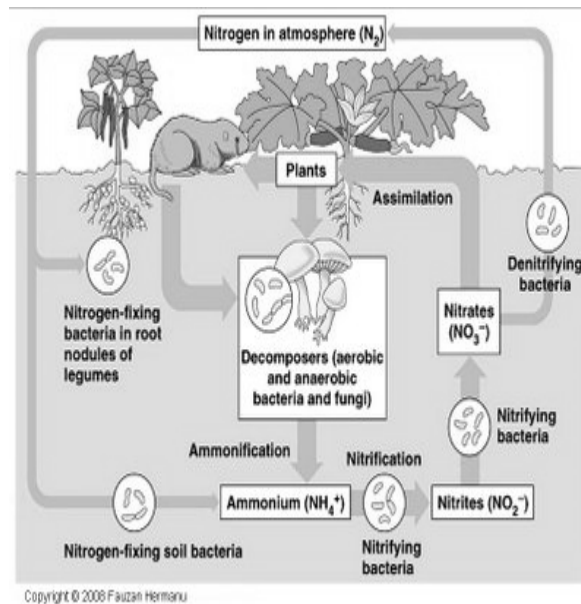 Nitrogen in atmosphere (N₂)
Plants
Assimilation
Denitrifying
bacteria
Nitrogen-fixing
bacteria in root
nodules of
legumes
Decomposers (aerobic
and anaerobic
bacteria and fungi)
Nitrates
(NO₃⁻)
Nitrifying
bacteria
Ammonification
Nitrification
Ammonium (NH₄⁺)
Nitrites (NO₂⁻)
Nitrogen-fixing soil bacteria
Nitrifying
bacteria
Copyright © 2008 Fauzan Hermanu